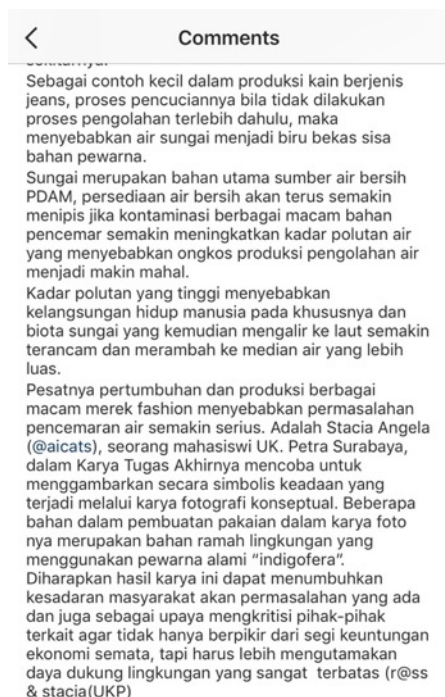 Comments
sekitarnya.
Sebagai contoh kecil dalam produksi kain berjenis
jeans, proses pencuciannya bila tidak dilakukan
proses pengolahan terlebih dahulu, maka
menyebabkan air sungai menjadi biru bekas sisa
bahan pewarna.
Sungai merupakan bahan utama sumber air bersih
PDAM, persediaan air bersih akan terus semakin
menipis jika kontaminasi berbagai macam bahan
pencemar semakin meningkatkan kadar polutan air
yang menyebabkan ongkos produksi pengolahan air
menjadi makin mahal.
Kadar polutan yang tinggi menyebabkan
kelangsungan hidup manusia pada khususnya dan
biota sungai yang kemudian mengalir ke laut semakin
terancam dan merambah ke median air yang lebih
luas.
Pesatnya pertumbuhan dan produksi berbagai
macam merek fashion menyebabkan permasalahan
pencemaran air semakin serius. Adalah Stacia Angela
(@aicats), seorang mahasiswi UK. Petra Surabaya,
dalam Karya Tugas Akhirnya mencoba untuk
menggambarkan secara simbolis keadaan yang
terjadi melalui karya fotografi konseptual. Beberapa
bahan dalam pembuatan pakaian dalam karya foto
nya merupakan bahan ramah lingkungan yang
menggunakan pewarna alami “indigofera”.
Diharapkan hasil karya ini dapat menumbuhkan
kesadaran masyarakat akan permasalahan yang ada
dan juga sebagai upaya mengkritisi pihak-pihak
terkait agar tidak hanya berpikir dari segi keuntungan
ekonomi semata, tapi harus lebih mengutamakan
daya dukung lingkungan yang sangat terbatas (r@ss
& stacia(UKP)